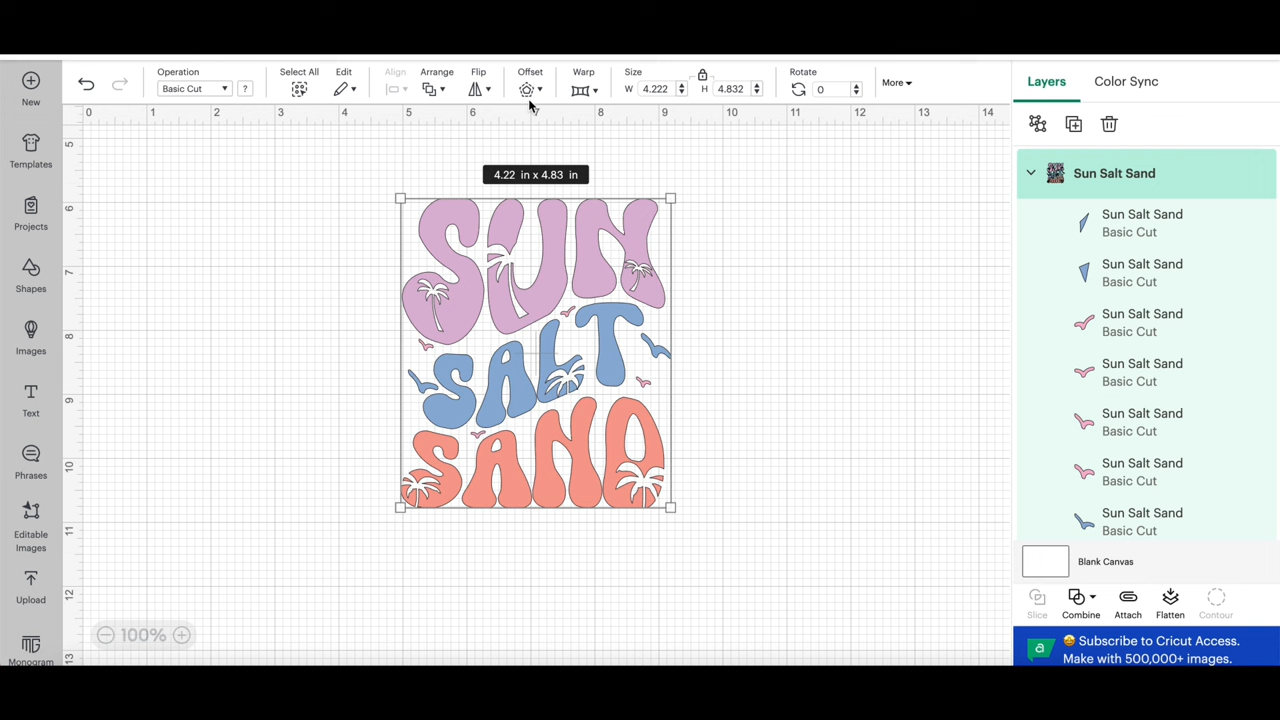 Operation
Select All
Edit
Align
Arrange
Flip
Offset
Warp
Size
Rotate
Basic Cut
?
W 4.222
H 4.832
0
More
New
Templates
Projects
Shapes
Images
Text
Phrases
Editable
Images
Upload
Monogram
0 1 2 3 4 5 6 7 8 9 10 11 12 13 14
5
6
7
8
9
10
11
12
13
4.22 in x 4.83 in
SUN
SALT
SAND
100%
Layers
Color Sync
Sun Salt Sand
Sun Salt Sand
Basic Cut
Sun Salt Sand
Basic Cut
Sun Salt Sand
Basic Cut
Sun Salt Sand
Basic Cut
Sun Salt Sand
Basic Cut
Sun Salt Sand
Basic Cut
Sun Salt Sand
Basic Cut
Blank Canvas
Slice
Combine
Attach
Flatten
Contour
a
Subscribe to Cricut Access.
Make with 500,000+ images.